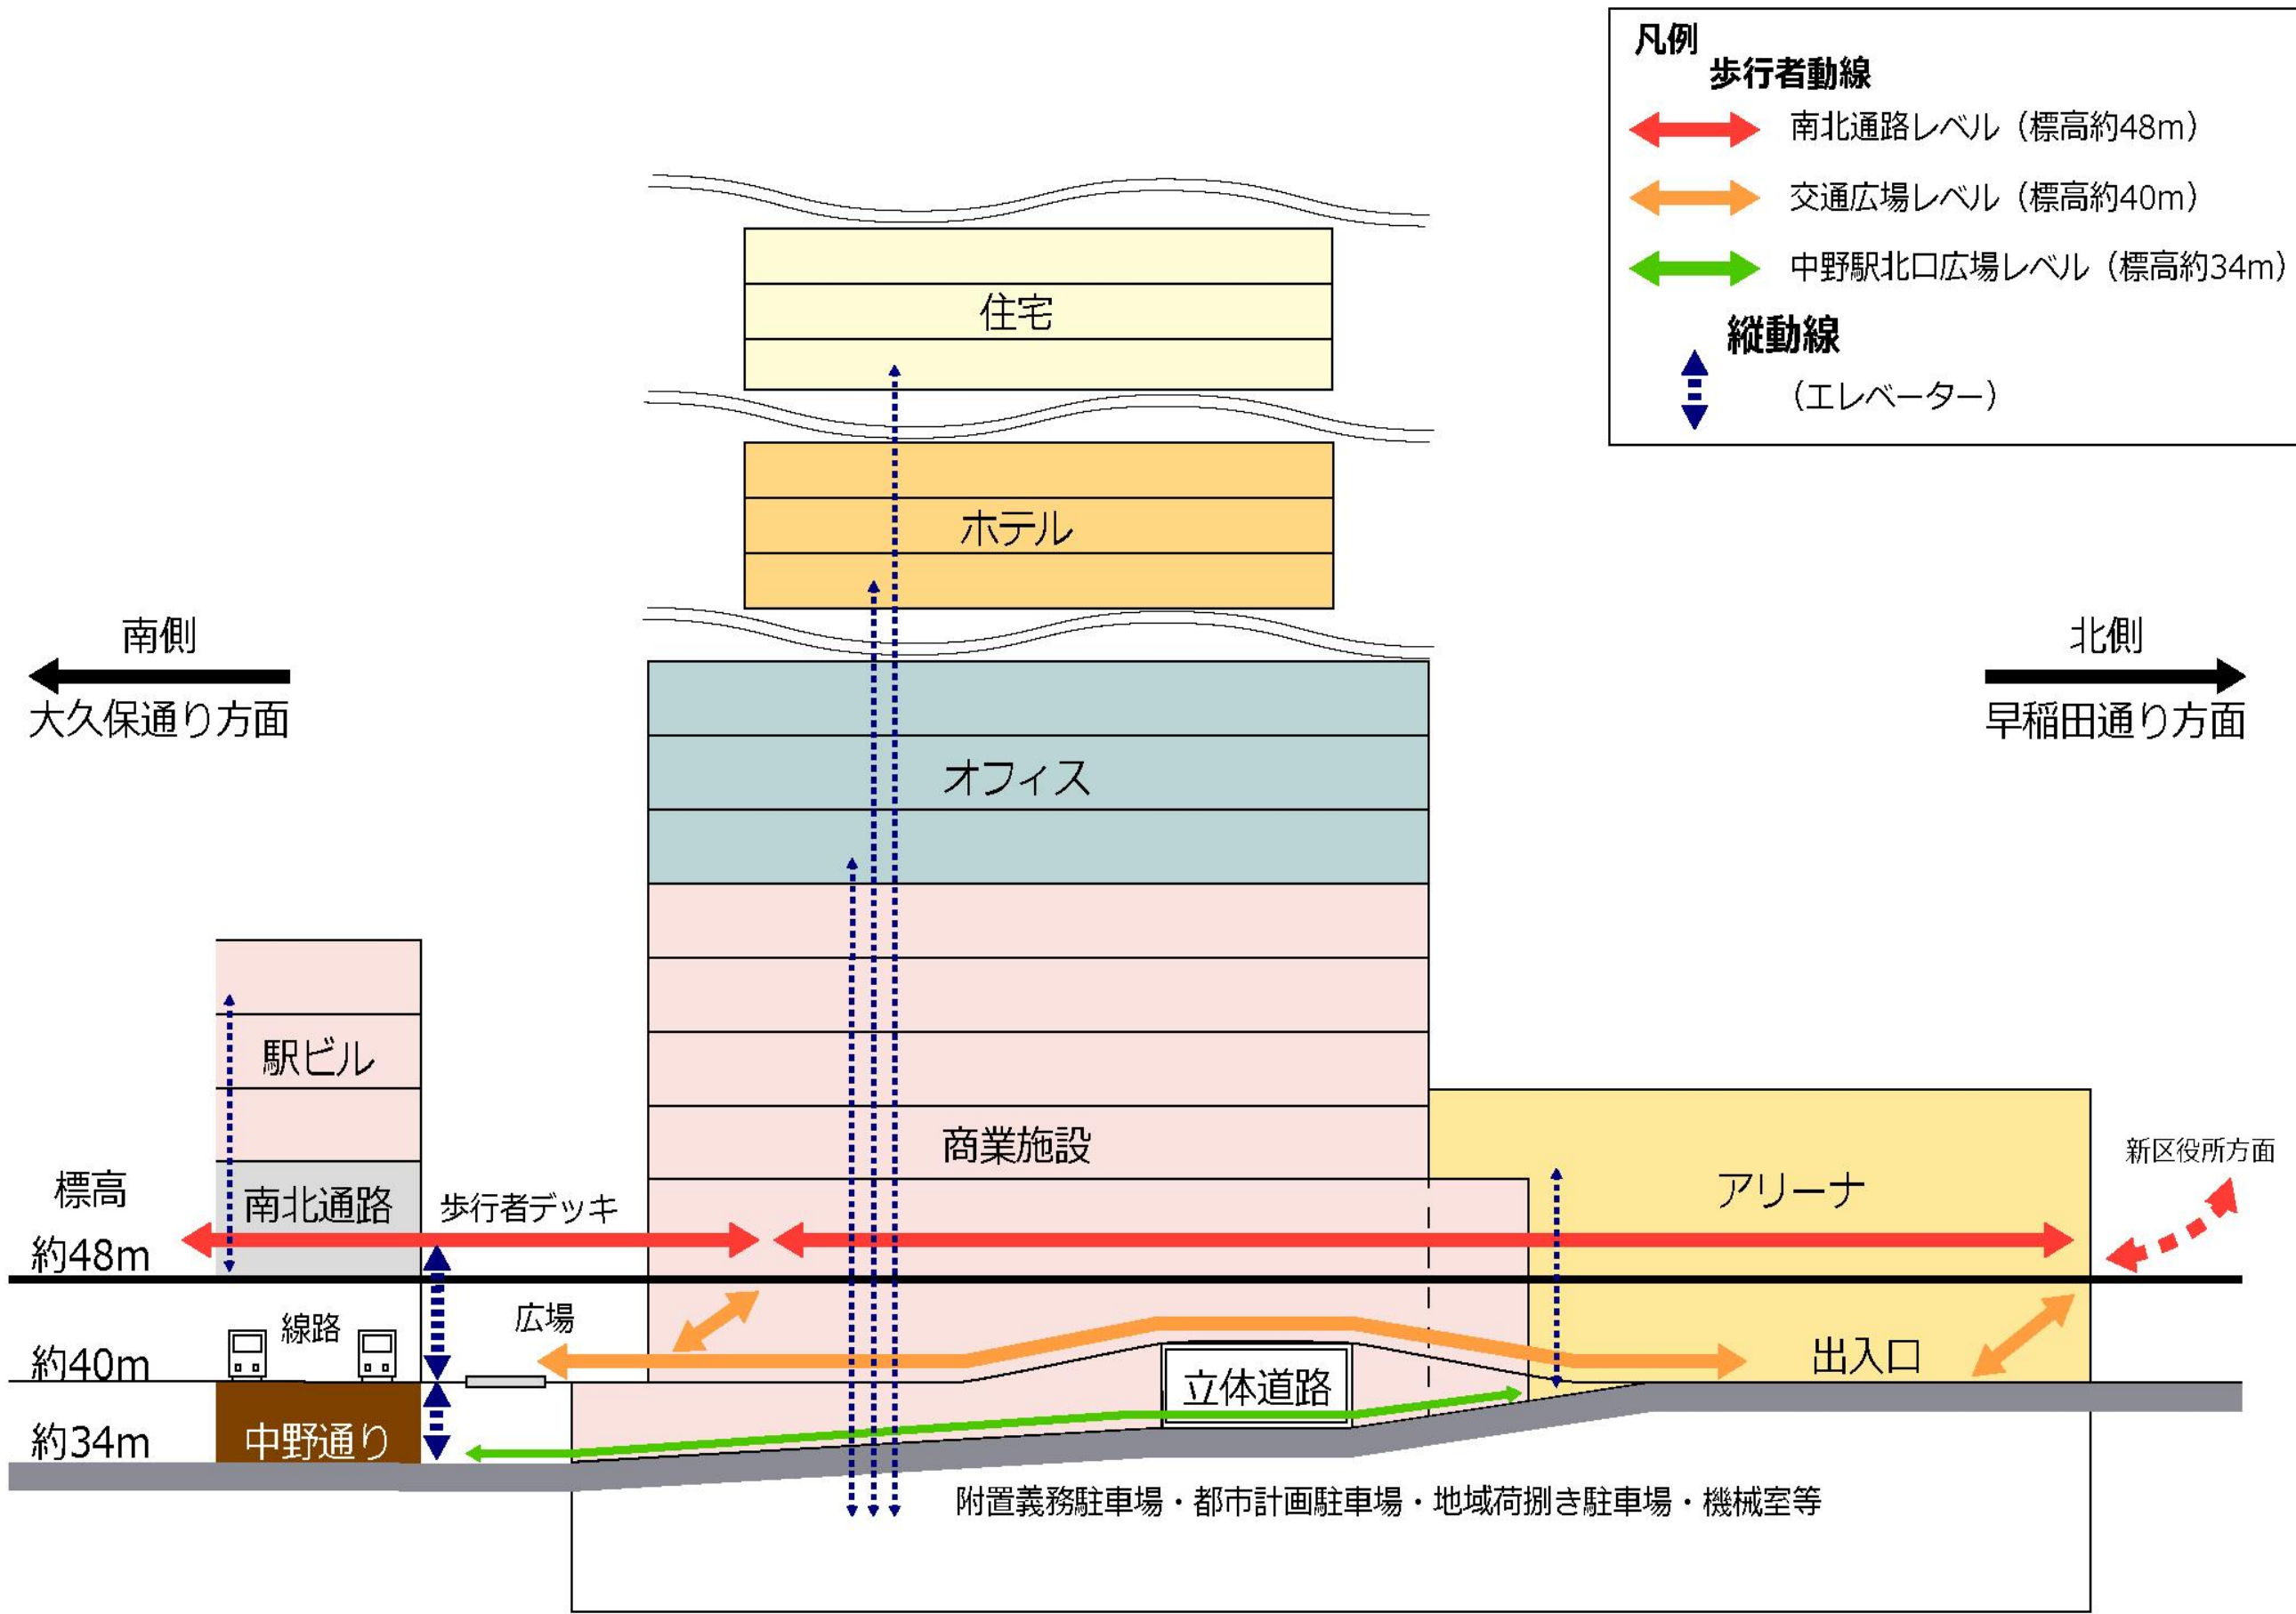 凡例
歩行者動線
南北通路レベル（標高約48m）
交通広場レベル（標高約40m）
中野駅北口広場レベル（標高約34m）
縦動線
（エレベーター）
住宅
ホテル
南側
大久保通り方面
北側
早稲田通り方面
オフィス
駅ビル
商業施設
標高
南北通路
歩行者デッキ
アリーナ
新区役所方面
約48m
線路
広場
約40m
出入口
立体道路
約34m
中野通り
附置義務駐車場・都市計画駐車場・地域荷捌き駐車場・機械室等